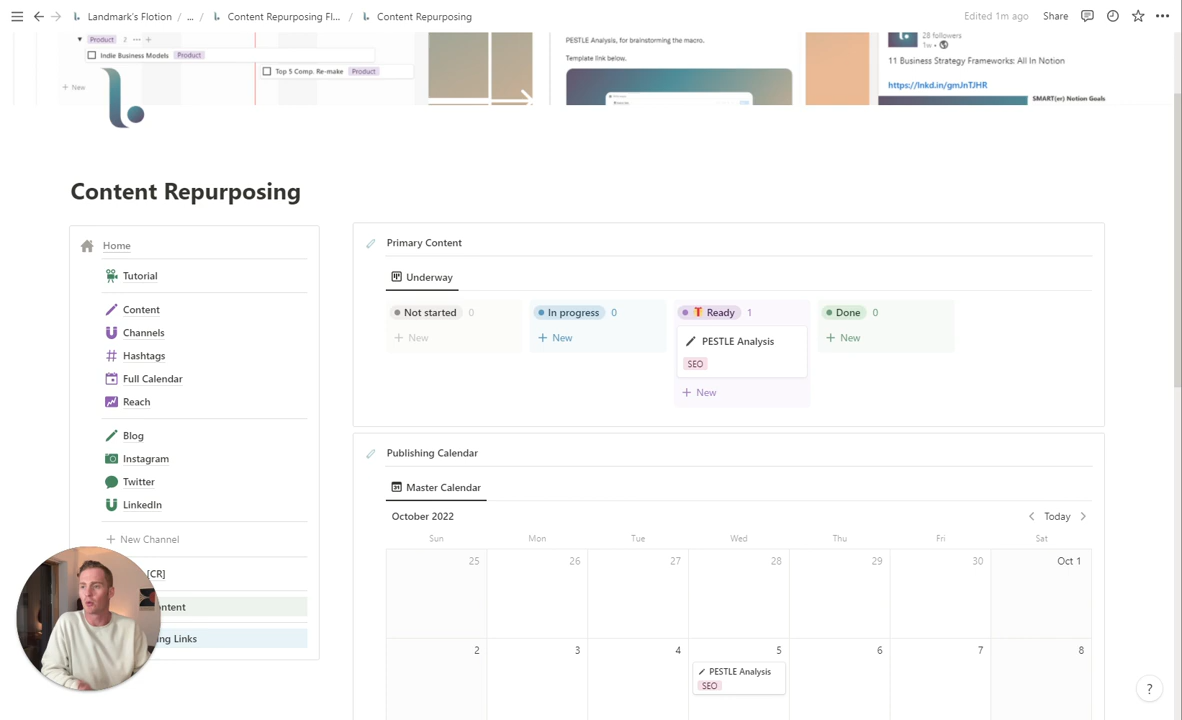 Landmark's Flotion / ... / Content Repurposing Fl... / Content Repurposing
Edited 1m ago Share
Product 2
Indie Business Models Product
Top 5 Comp. Re-make Product
+ New
PESTLE Analysis, for brainstorming the macro.
Template link below.
28 followers
1w •
11 Business Strategy Frameworks: All In Notion
https://lnkd.in/gmJnTJHR
SMART(er) Notion Goals
Content Repurposing
Home
Tutorial
Content
Channels
Hashtags
Full Calendar
Reach
Blog
Instagram
Twitter
LinkedIn
+ New Channel
[CR]
ntent
ng Links
Primary Content
Underway
Not started 0
In progress 0
Ready 1
Done 0
+ New
+ New
PESTLE Analysis
SEO
+ New
+ New
Publishing Calendar
Master Calendar
October 2022
Today
Sun Mon Tue Wed Thu Fri Sat
25 26 27 28 29 30 Oct 1
2 3 4 5 6 7 8
PESTLE Analysis
SEO
?